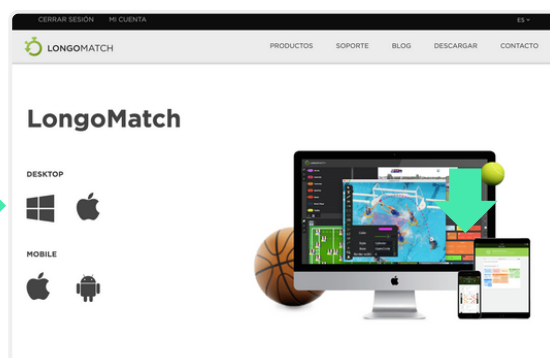 CERRAR SESIÓN MI CUENTA ES
LONGOMATCH PRODUCTOS SOPORTE BLOG DESCARGAR CONTACTO
LongoMatch
DESKTOP
MOBILE